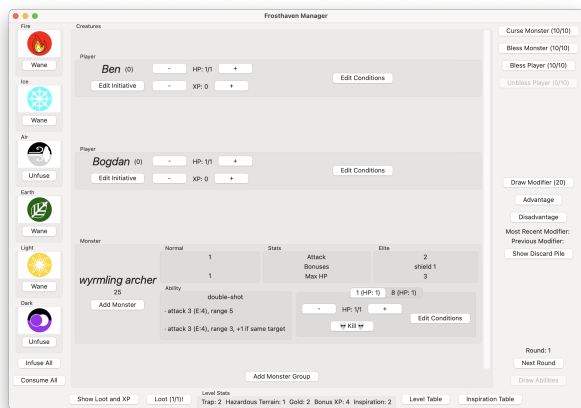 Frosthaven Manager
Fire
Wane
Ice
Wane
Air
Unfuse
Earth
Wane
Light
Wane
Dark
Unfuse
Infuse All
Consume All
Creatures
Player
Ben (0)
- HP: 1/1 +
Edit Initiative
- XP: 0 +
Edit Conditions
Player
Bogdan (0)
- HP: 1/1 +
Edit Initiative
- XP: 0 +
Edit Conditions
Monster
wyrmling archer
25
Add Monster
Normal Stats Elite
1 Attack 2
Bonuses shield 1
1 Max HP 3
Ability
double-shot
· attack 3 (E:4), range 5
· attack 3 (E:4), range 3, +1 if same target
1 (HP: 1) 8 (HP: 3)
- HP: 1/1 +
Kill
Edit Conditions
Add Monster Group
Curse Monster (10/10)
Bless Monster (10/10)
Bless Player (10/10)
Unbless Player (0/10)
Draw Modifier (20)
Advantage
Disadvantage
Most Recent Modifier:
Previous Modifier:
Show Discard Pile
Round: 1
Next Round
Draw Abilities
Show Loot and XP
Loot (1/1)!
Level Stats
Trap: 2 Hazardous Terrain: 1 Gold: 2 Bonus XP: 4 Inspiration: 2
Level Table
Inspiration Table